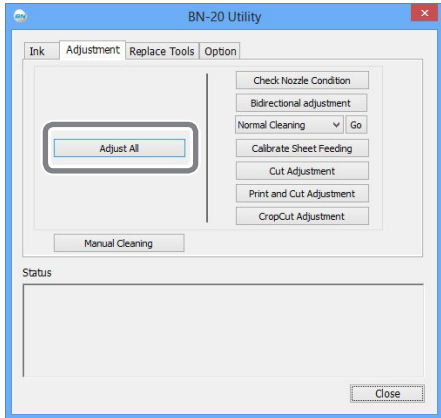 BN-20 Utility
Ink Adjustment Replace Tools Option
Check Nozzle Condition
Bidirectional adjustment
Normal Cleaning Go
Adjust All
Calibrate Sheet Feeding
Cut Adjustment
Print and Cut Adjustment
CropCut Adjustment
Manual Cleaning
Status
Close